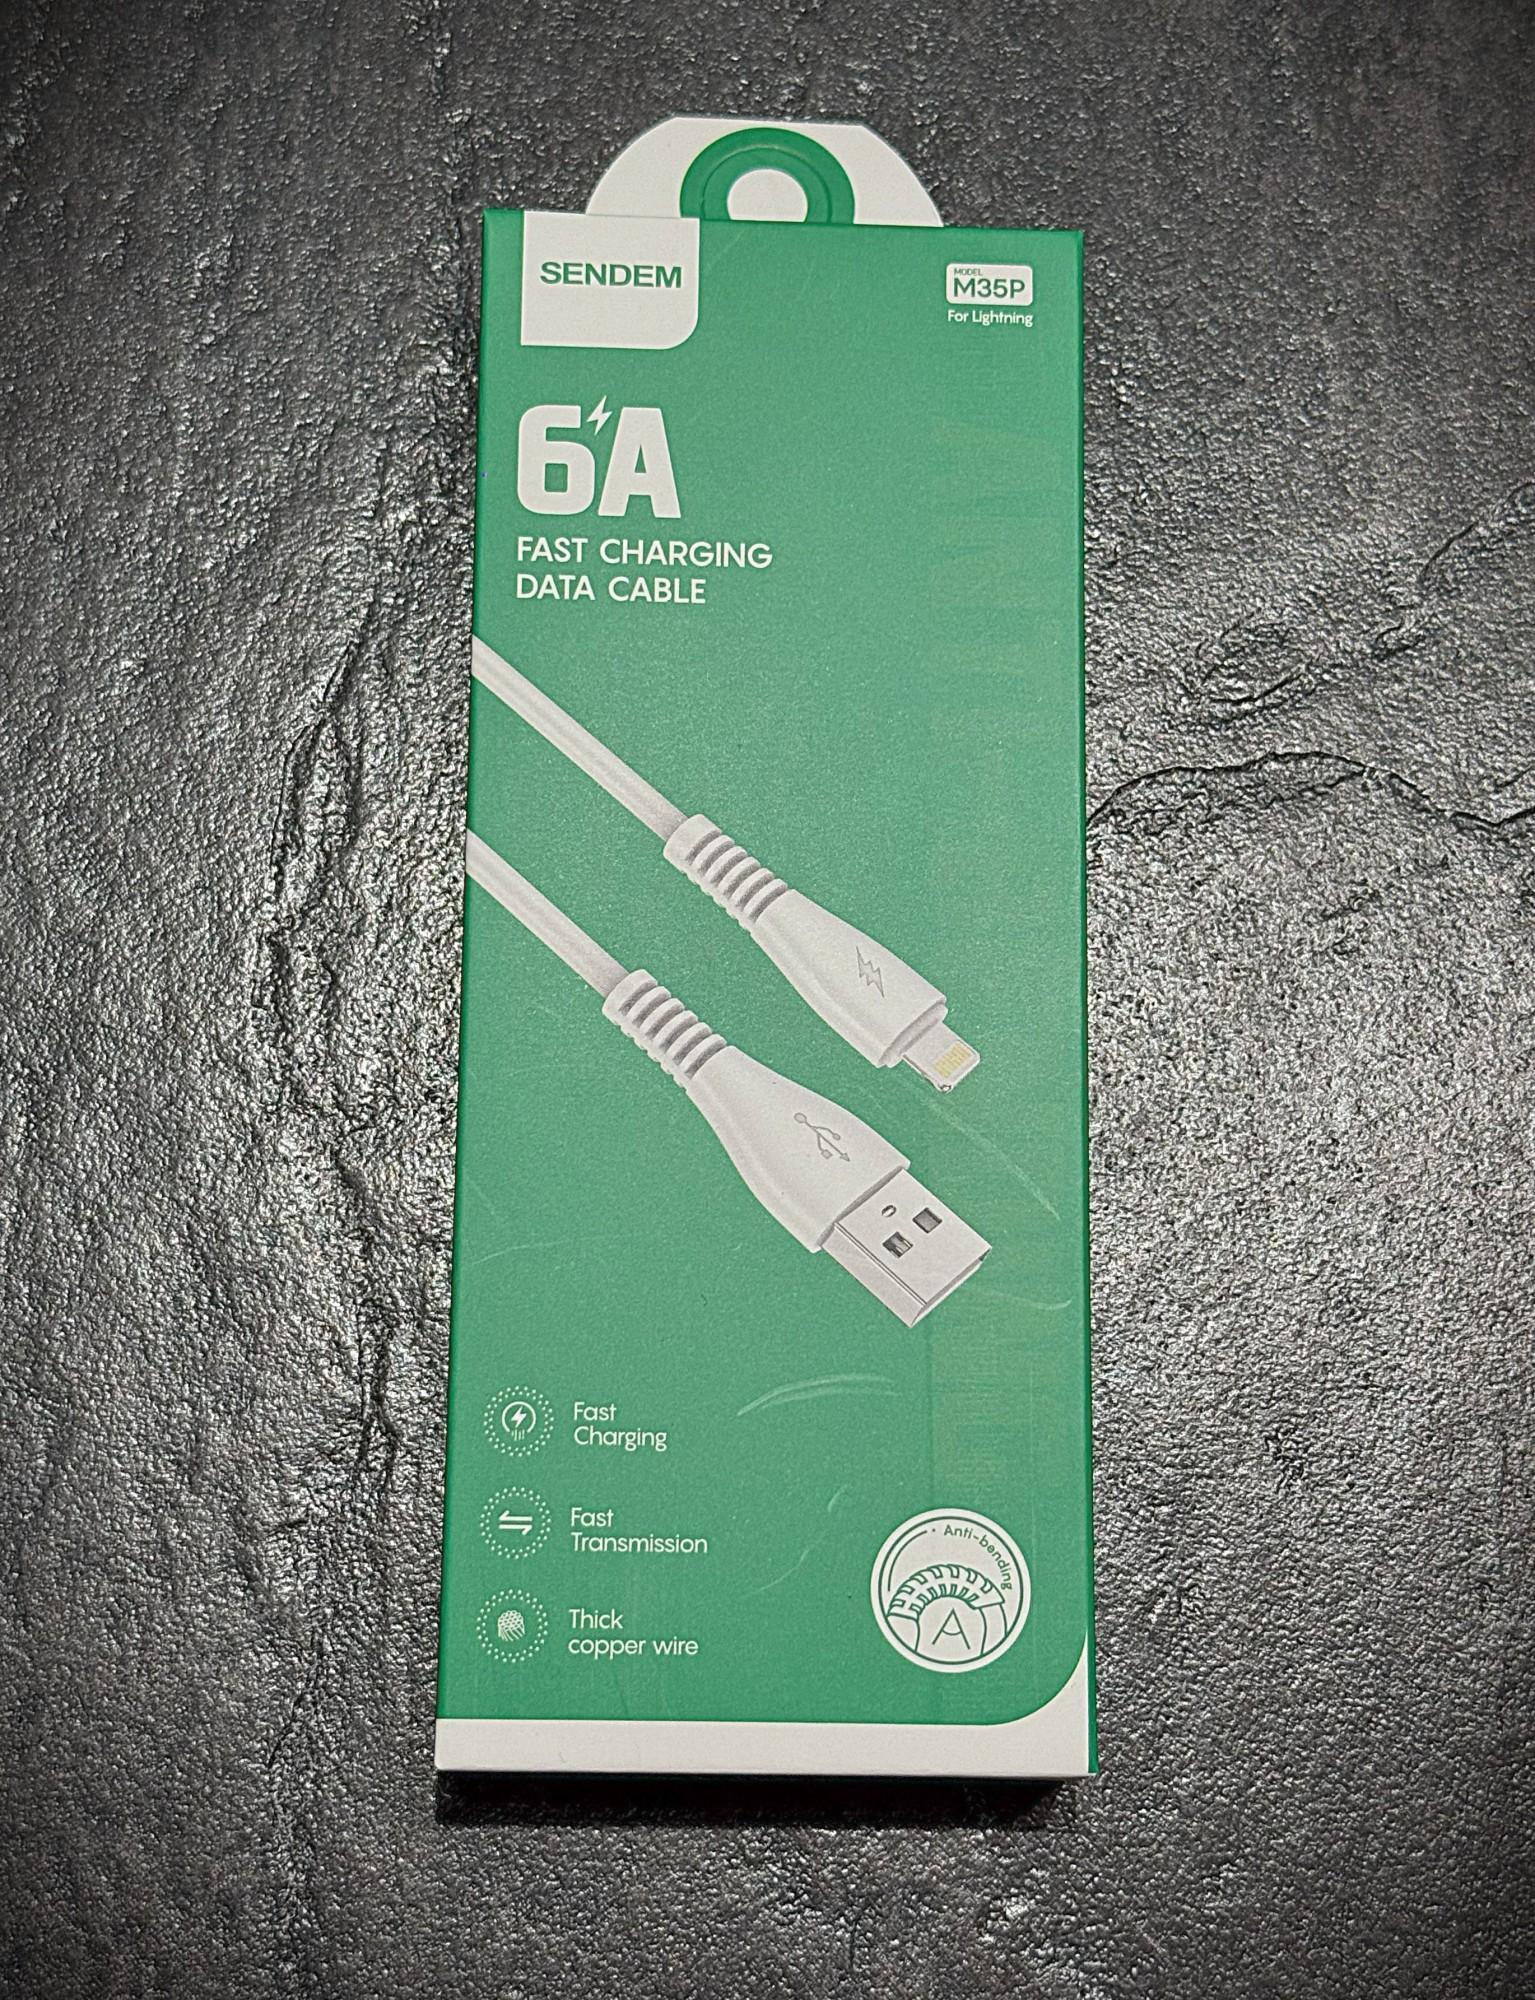 SENDEM
MODEL
M35P
For Lightning
6A
FAST CHARGING
DATA CABLE
Fast
Charging
Fast
Transmission
Thick
copper wire
Anti-bending
A